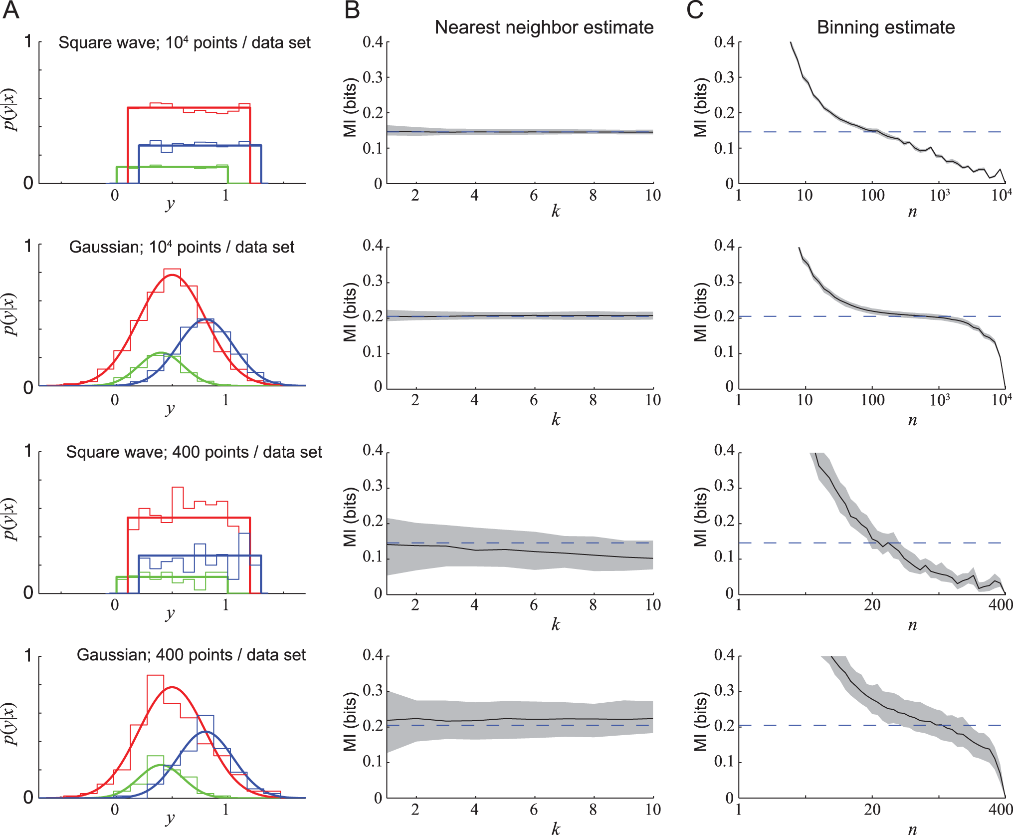 A
B
C
Nearest neighbor estimate
Binning estimate
Square wave; 10⁴ points / data set
1
0
p(y|x)
0
1
y
0.4
0.3
0.2
0.1
0
MI (bits)
2
4
6
8
10
k
0.4
0.3
0.2
0.1
0
MI (bits)
1
10
100
10³
10⁴
n
Gaussian; 10⁴ points / data set
1
0
p(y|x)
0
1
y
0.4
0.3
0.2
0.1
0
MI (bits)
2
4
6
8
10
k
0.4
0.3
0.2
0.1
0
MI (bits)
1
10
100
10³
10⁴
n
Square wave; 400 points / data set
1
0
p(y|x)
0
1
y
0.4
0.3
0.2
0.1
0
MI (bits)
2
4
6
8
10
k
0.4
0.3
0.2
0.1
0
MI (bits)
1
20
400
n
Gaussian; 400 points / data set
1
0
p(y|x)
0
1
y
0.4
0.3
0.2
0.1
0
MI (bits)
2
4
6
8
10
k
0.4
0.3
0.2
0.1
0
MI (bits)
1
20
400
n